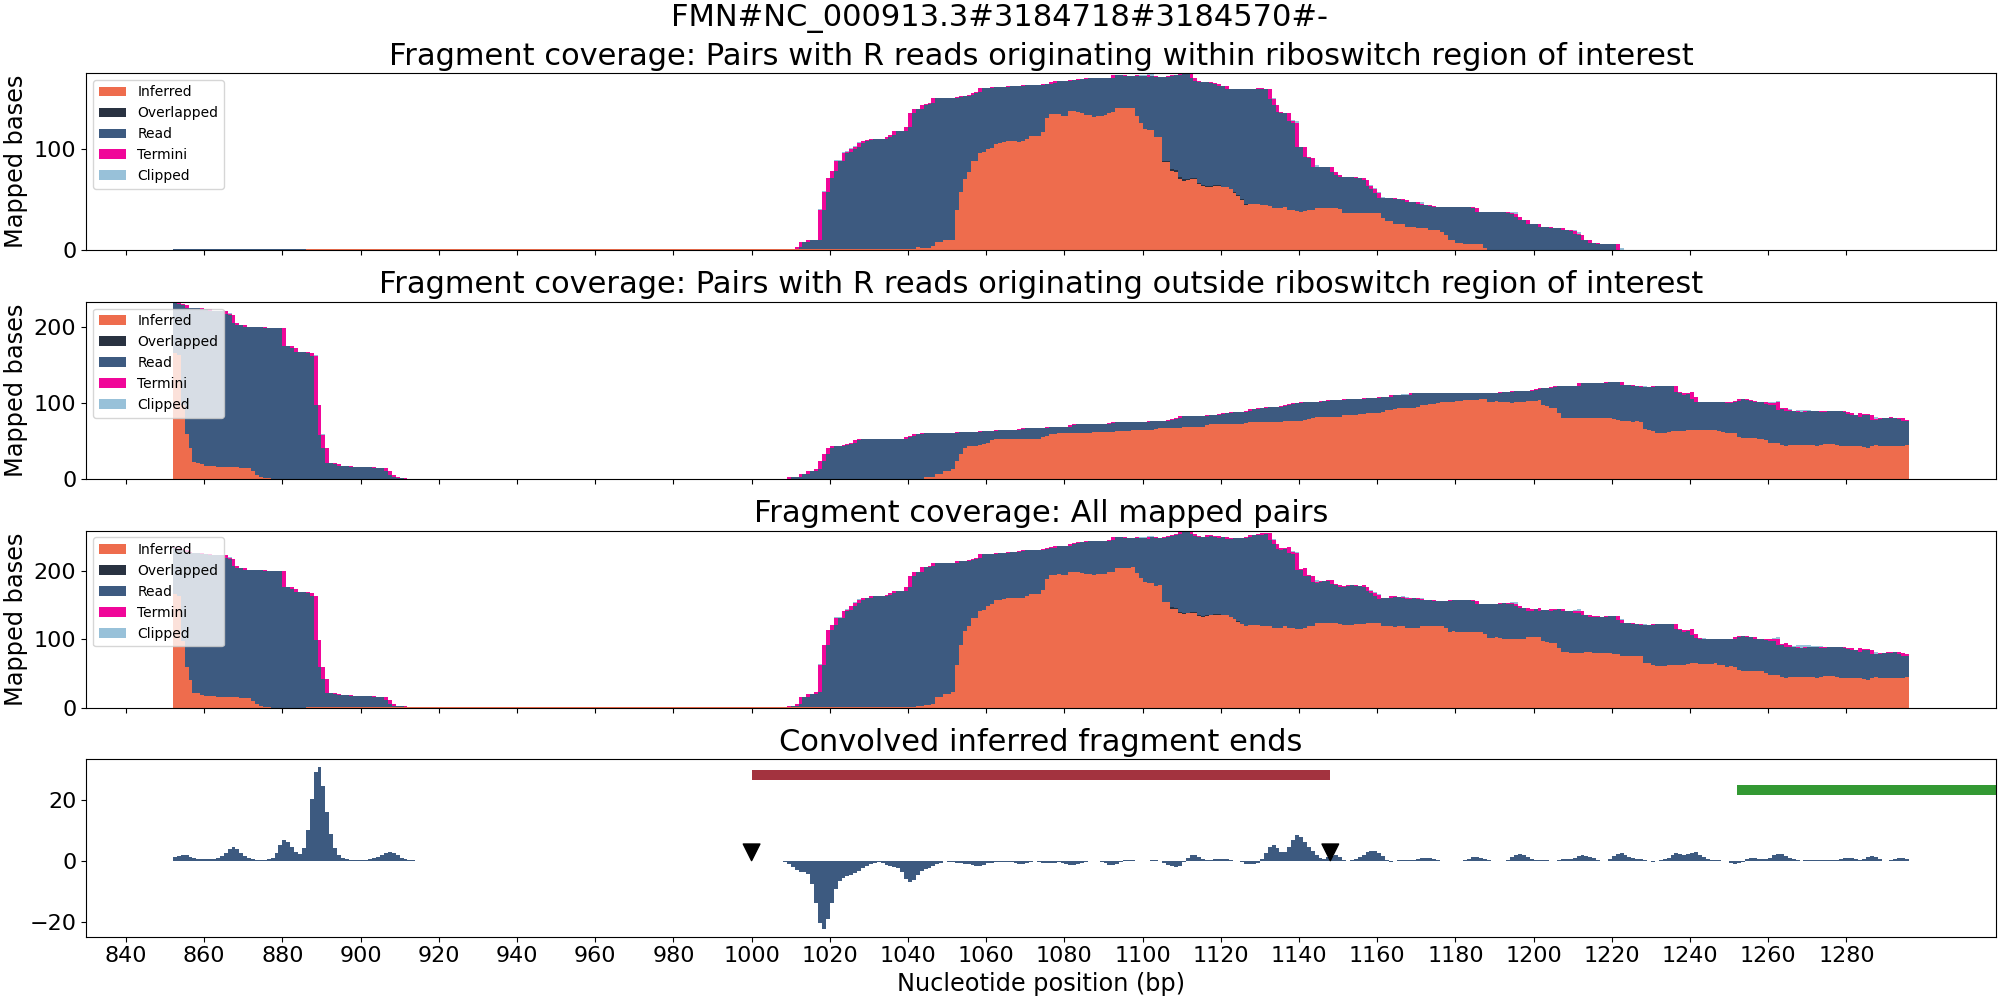 FMN#NC_000913.3#3184718#3184570#-
Fragment coverage: Pairs with R reads originating within riboswitch region of interest
Mapped bases
100
0
Inferred
Overlapped
Read
Termini
Clipped
Fragment coverage: Pairs with R reads originating outside riboswitch region of interest
Mapped bases
200
100
0
Inferred
Overlapped
Read
Termini
Clipped
Fragment coverage: All mapped pairs
Mapped bases
200
100
0
Inferred
Overlapped
Read
Termini
Clipped
Convolved inferred fragment ends
20
0
−20
840 860 880 900 920 940 960 980 1000 1020 1040 1060 1080 1100 1120 1140 1160 1180 1200 1220 1240 1260 1280
Nucleotide position (bp)